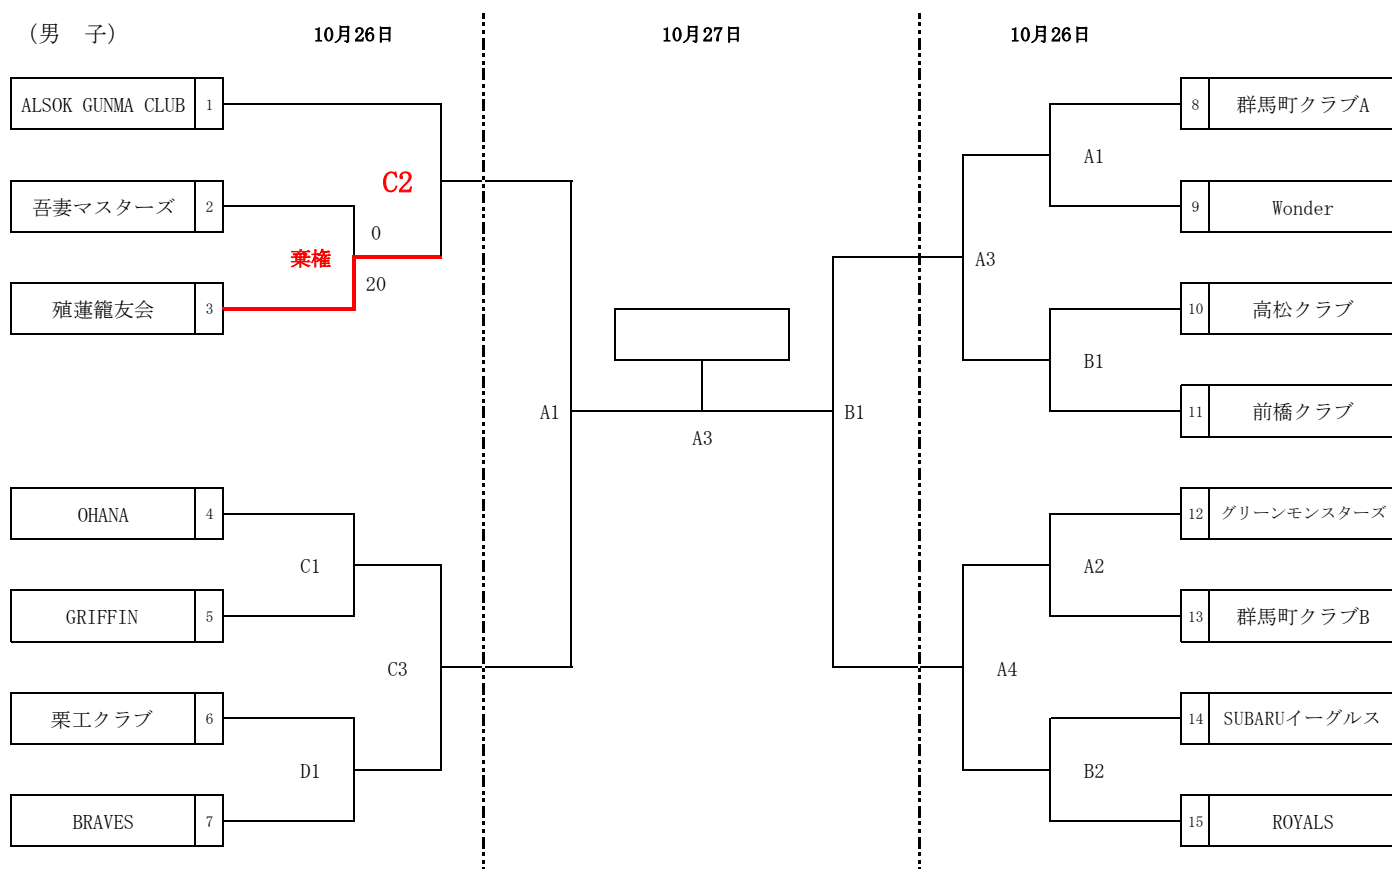 （男　子）
10月26日
10月27日
10月26日
ALSOK GUNMA CLUB 1
吾妻マスターズ 2
殖蓮籠友会 3
OHANA 4
GRIFFIN 5
栗工クラブ 6
BRAVES 7
C2
0
棄権
20
C1
C3
D1
A1
A3
B1
A1
A3
B1
A2
A4
B2
8 群馬町クラブA
9 Wonder
10 高松クラブ
11 前橋クラブ
12 グリーンモンスターズ
13 群馬町クラブB
14 SUBARUイーグルス
15 ROYALS